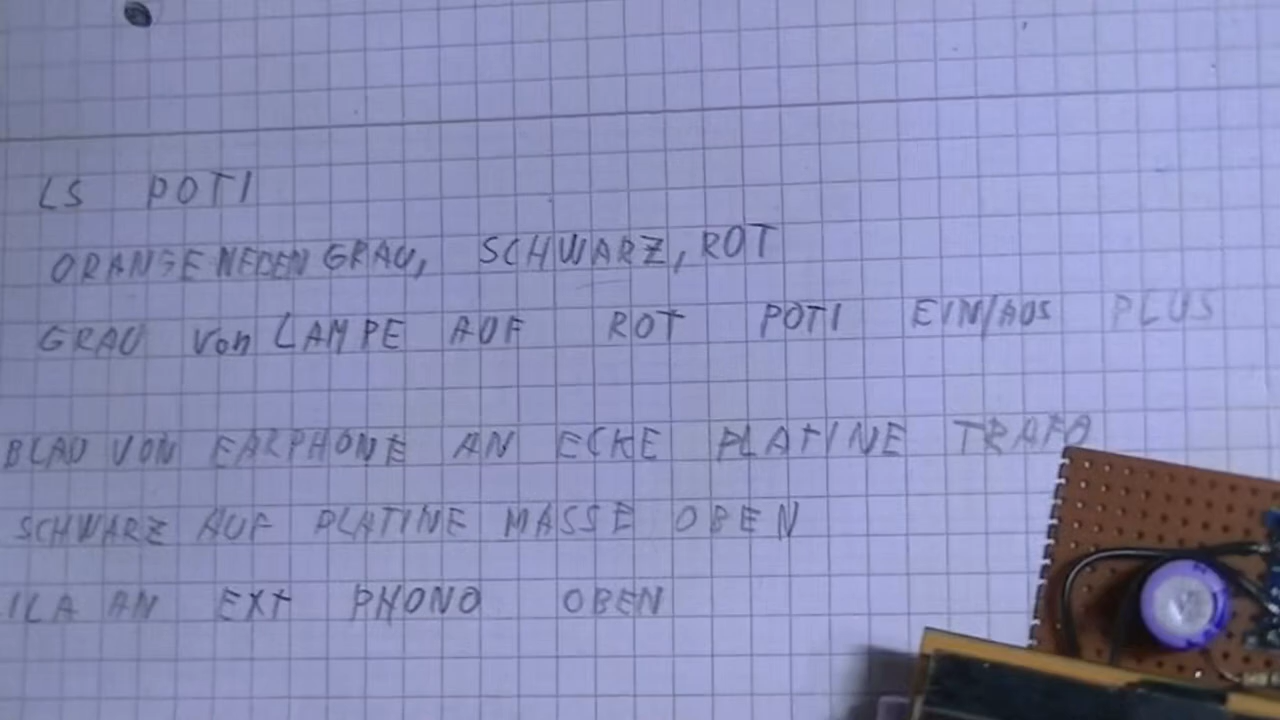 LS POTI
ORANGE NEBEN GRAU, SCHWARZ, ROT
GRAU von LAMPE AUF ROT POTI EIN/AUS PLUS
BLAU VON EARPHONE AN ECKE PLATINE TRAFO
SCHWARZ AUF PLATINE MASSE OBEN
ILA AN EXt PHONO OBEN